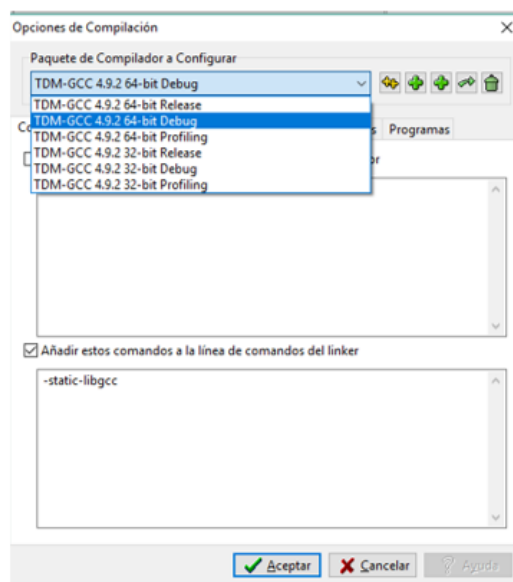 Opciones de Compilación
Paquete de Compilador a Configurar
TDM-GCC 4.9.2 64-bit Debug
TDM-GCC 4.9.2 64-bit Release
TDM-GCC 4.9.2 64-bit Debug
TDM-GCC 4.9.2 64-bit Profiling
TDM-GCC 4.9.2 32-bit Release
TDM-GCC 4.9.2 32-bit Debug
TDM-GCC 4.9.2 32-bit Profiling
Programas
Añadir estos comandos a la línea de comandos del linker
-static-libgcc
Aceptar Cancelar Ayuda